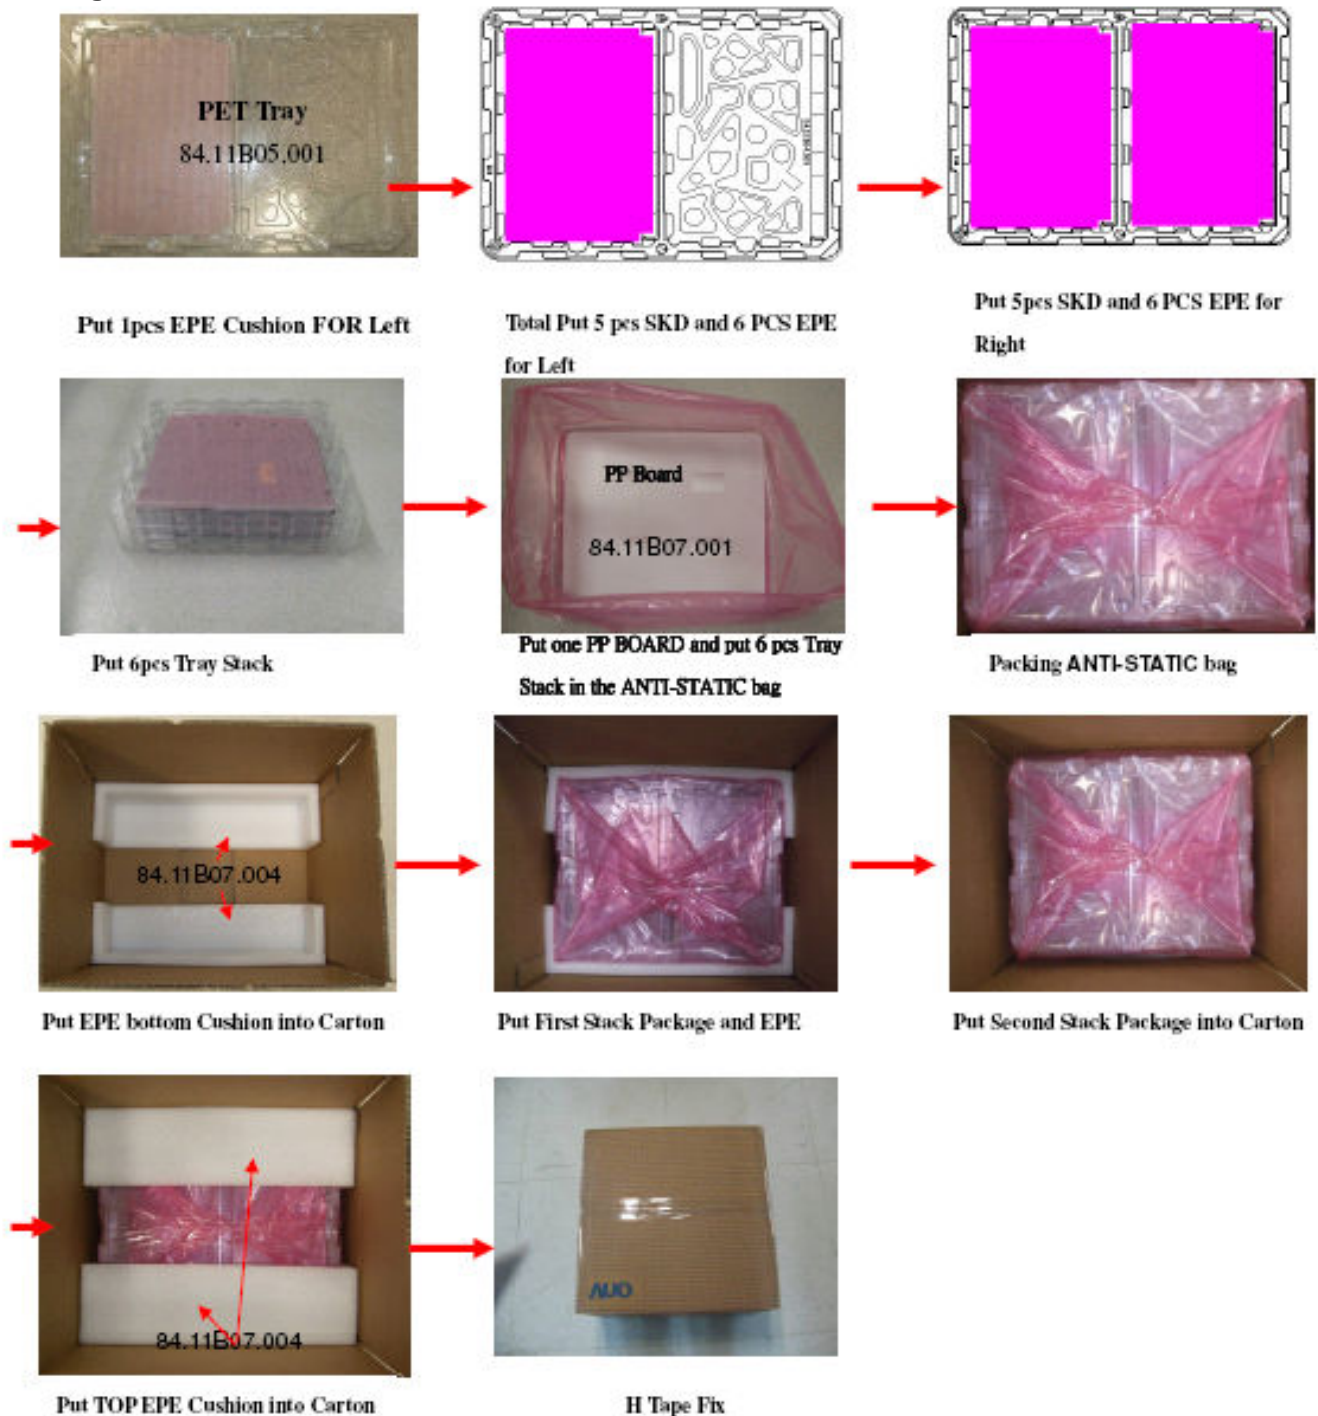 PET Tray
84.11B05.001
Put 1pcs EPE Cushion FOR Left
Total Put 5 pcs SKD and 6 PCS EPE
for Left
Put 5pcs SKD and 6 PCS EPE for
Right
PP Board
84.11B07.001
Put 6pcs Tray Stack
Put one PP BOARD and put 6 pcs Tray
Stack in the ANTI-STATIC bag
Packing ANTI-STATIC bag
84.11B07.004
Put EPE bottom Cushion into Carton
Put First Stack Package and EPE
Put Second Stack Package into Carton
84.11B07.004
AUO
Put TOP EPE Cushion into Carton
H Tape Fix